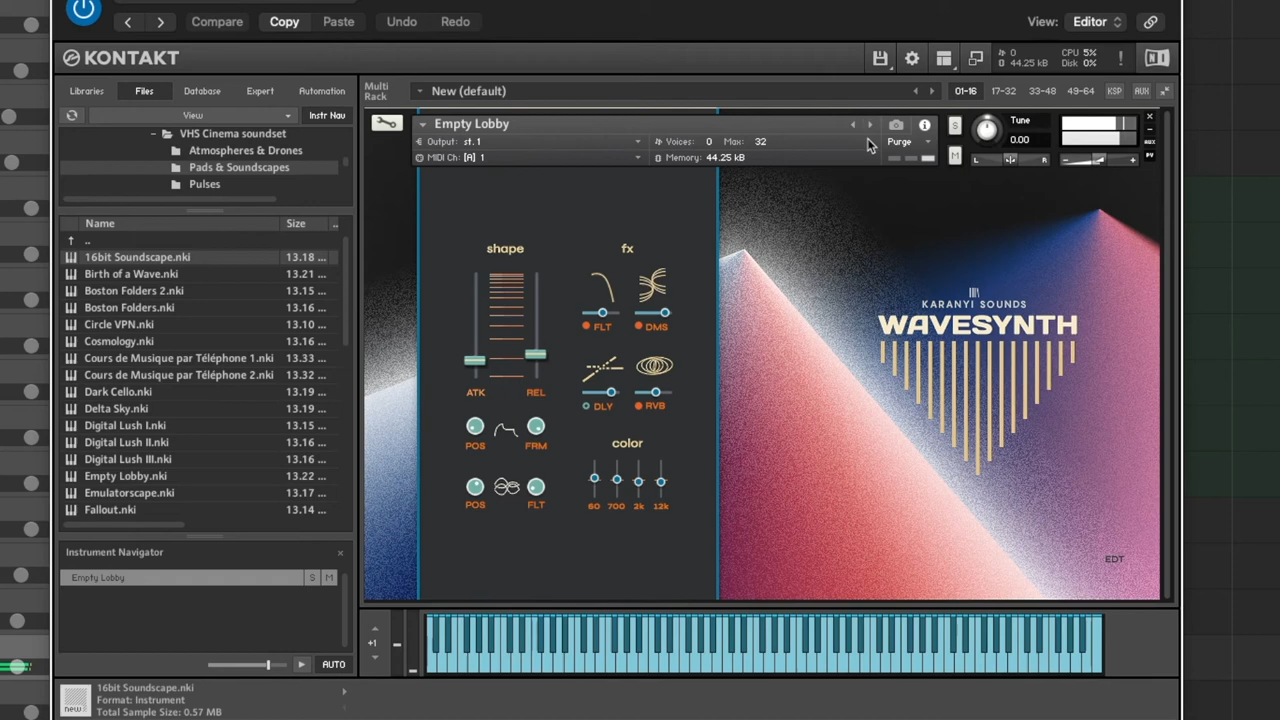 Compare Copy Paste Undo Redo View: Editor
KONTAKT
0
44.25 kB
CPU 5%
Disk 0%
!
Libraries Files Database Expert Automation
View Instr Nav
VHS Cinema soundset
Atmospheres & Drones
Pads & Soundscapes
Pulses
Name Size ..
..
16bit Soundscape.nki 13.18 ...
Birth of a Wave.nki 13.21 ...
Boston Folders 2.nki 13.15 ...
Boston Folders.nki 13.16 ...
Circle VPN.nki 13.10 ...
Cosmology.nki 13.14 ...
Cours de Musique par Téléphone 1.nki 13.33 ...
Cours de Musique par Téléphone 2.nki 13.32 ...
Dark Cello.nki 13.19 ...
Delta Sky.nki 13.19 ...
Digital Lush I.nki 13.15 ...
Digital Lush II.nki 13.16 ...
Digital Lush III.nki 13.16 ...
Empty Lobby.nki 13.22 ...
Emulatorscape.nki 13.17 ...
Fallout.nki 13.14 ...
Instrument Navigator ×
Empty Lobby S M
AUTO
new
16bit Soundscape.nki
Format: Instrument
Total Sample Size: 0.57 MB
Multi
Rack
New (default)
01-16 17-32 33-48 49-64 KSP AUX
Empty Lobby
Output: st.1 Voices: 0 Max: 32 Purge
MIDI Ch: [A] 1 Memory: 44.25 kB
S
M
Tune
0.00
L R - +
AUX
PV
shape fx
FLT DMS
ATK REL DLY RVB
POS FRM
color
POS FLT
60 700 2k 12k
KARANYI SOUNDS
WAVESYNTH
EDT
+1